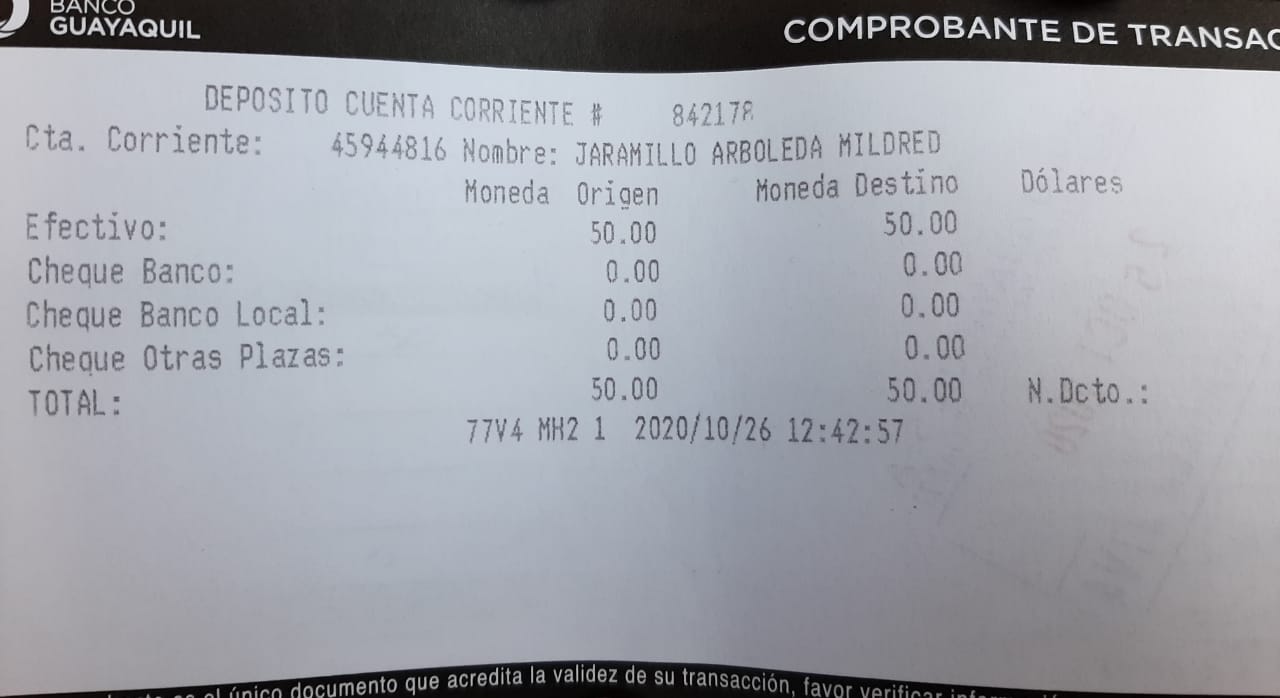 BANCO
GUAYAQUIL
COMPROBANTE DE TRANSAC
DEPOSITO CUENTA CORRIENTE # 842178
Cta. Corriente: 45944816 Nombre: JARAMILLO ARBOLEDA MILDRED
Moneda Origen Moneda Destino Dólares
Efectivo: 50.00 50.00
Cheque Banco: 0.00 0.00
Cheque Banco Local: 0.00 0.00
Cheque Otras Plazas: 0.00 0.00
TOTAL: 50.00 50.00 N.Dcto.:
77V4 MH2 1 2020/10/26 12:42:57
el único documento que acredita la validez de su transacción, favor verificar